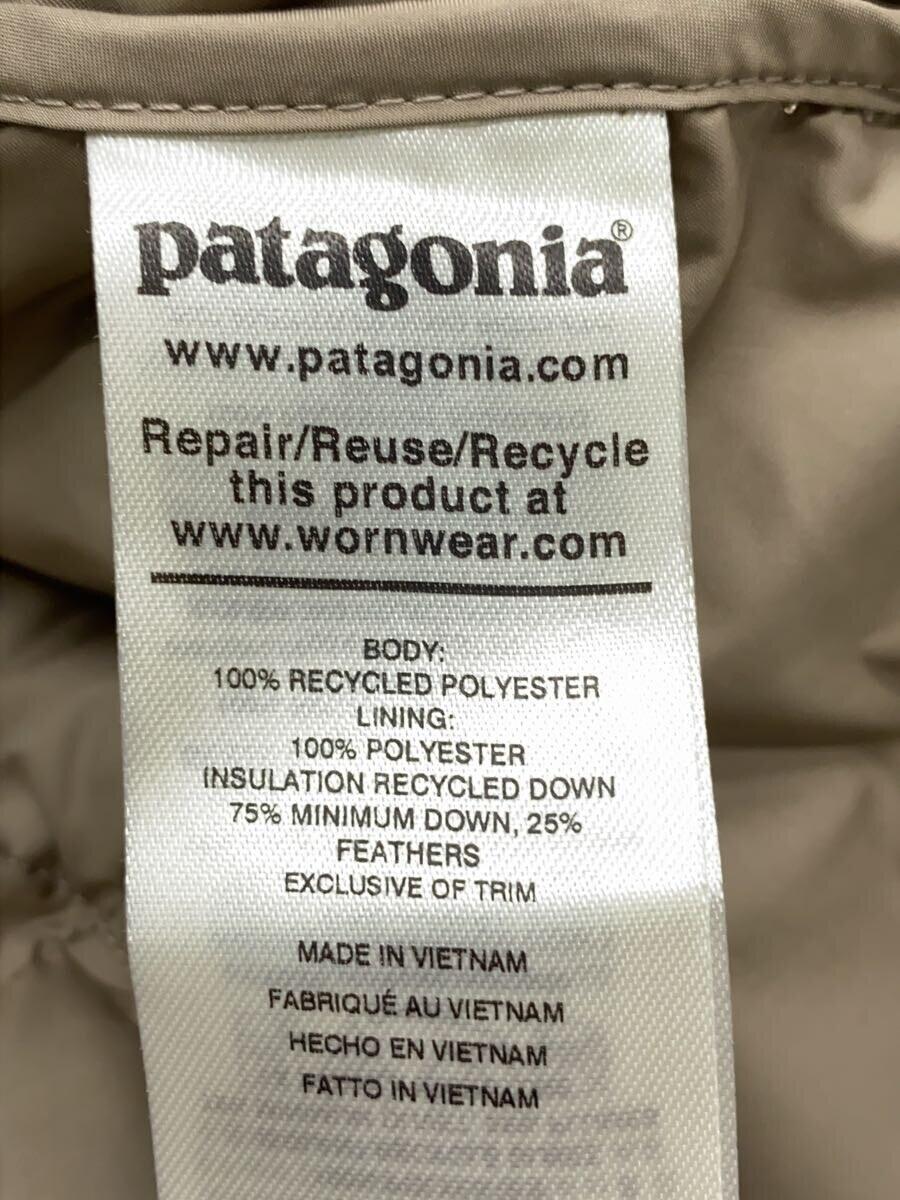 patagonia®
www.patagonia.com
Repair/Reuse/Recycle
this product at
www.wornwear.com
BODY:
100% RECYCLED POLYESTER
LINING:
100% POLYESTER
INSULATION RECYCLED DOWN
75% MINIMUM DOWN, 25%
FEATHERS
EXCLUSIVE OF TRIM
MADE IN VIETNAM
FABRIQUÉ AU VIETNAM
HECHO EN VIETNAM
FATTO IN VIETNAM